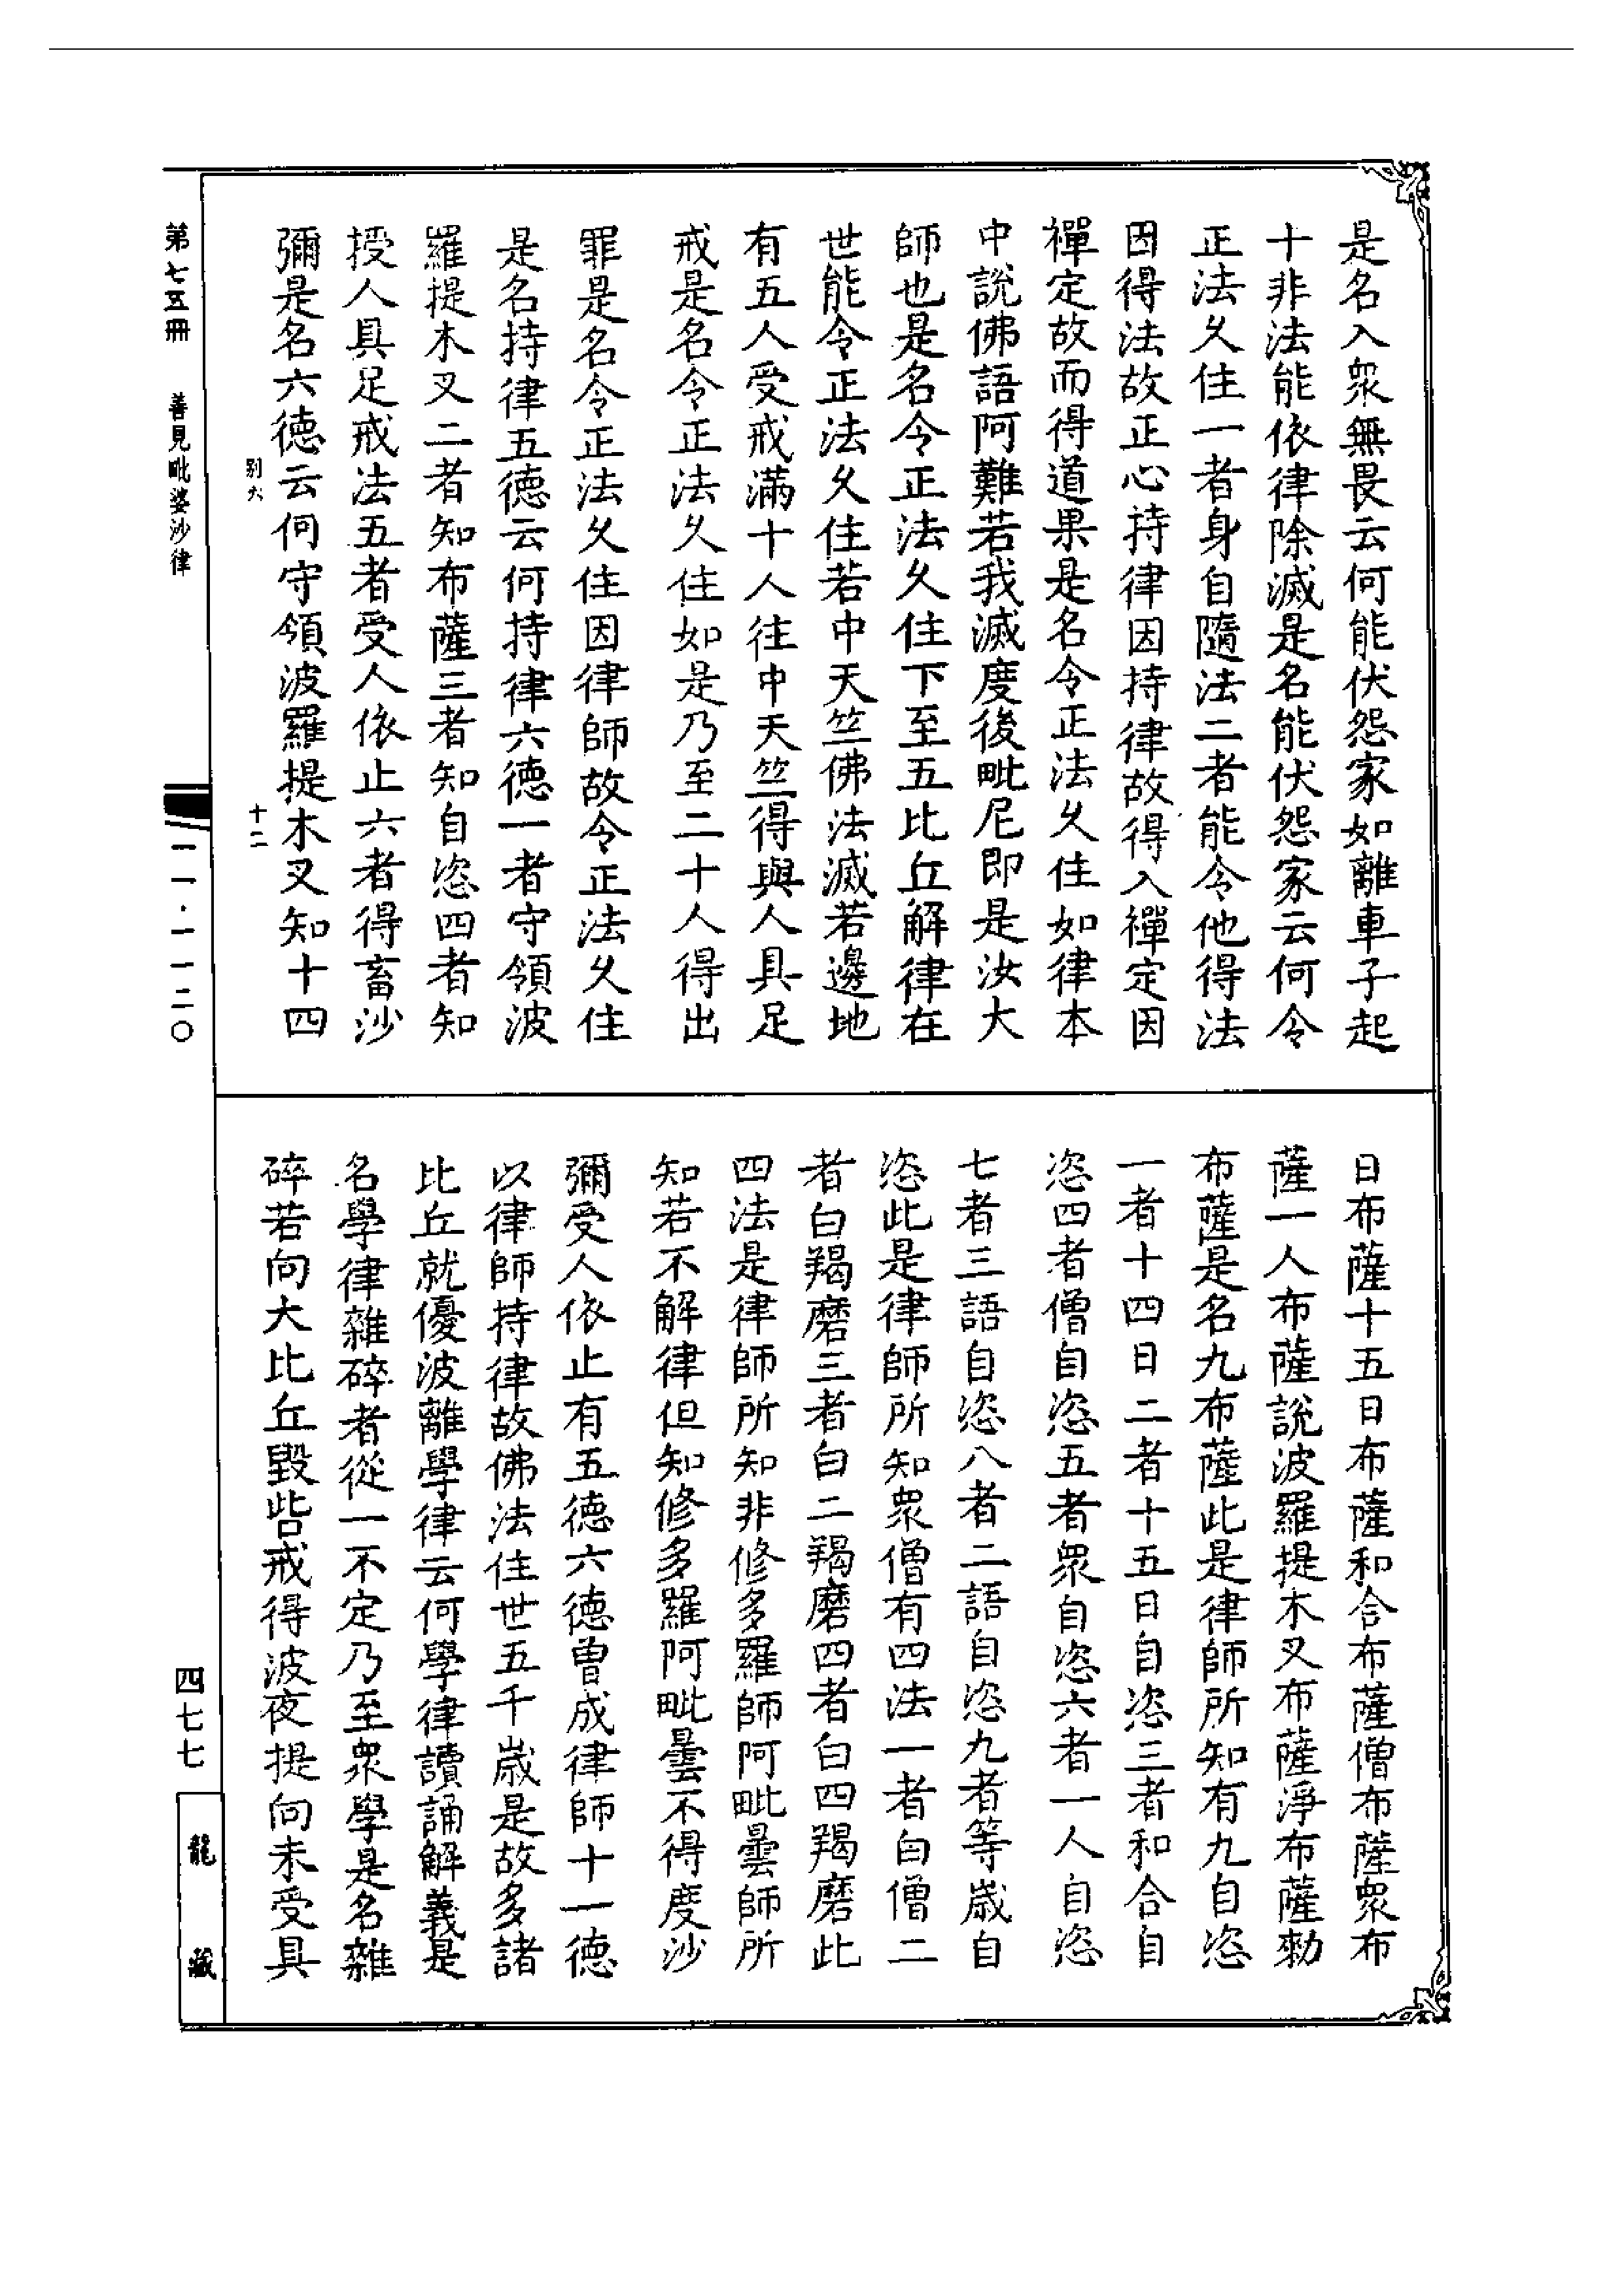 是名入衆無畏云何能伏怨家如離車子起
十非法能依律除滅是名能伏怨家云何令
正法久住一者身自隨法二者能令他得法
因得法故正心持律因持律故得入禪定因
禪定故而得道果是名令正法久住如律本
中說佛語阿難若我滅度後毗尼即是汝大
師也是名令正法久住下至五比丘解律在
世能令正法久住若中天竺佛法滅若邊地
有五人受戒滿十人往中天竺得與人具足
戒是名令正法久住如是乃至二十人得出
罪是名令正法久住因律師故令正法久住
是名持律五德云何持律六德一者守領波
羅提木叉二者知布薩三者知自恣四者知
授人具足戒法五者受人依止六者得畜沙
彌是名六德云何守領波羅提木叉知十四
别六 十二
日布薩十五日布薩和合布薩僧布薩衆布
薩一人布薩說波羅提木叉布薩淨布薩勑
布薩是名九布薩此是律師所知有九自恣
一者十四日二者十五日自恣三者和合自
恣四者僧自恣五者衆自恣六者一人自恣
七者三語自恣八者二語自恣九者等歲自
恣此是律師所知衆僧有四法一者白僧二
者白羯磨三者白二羯磨四者白四羯磨此
四法是律師所知非修多羅師阿毗曇師所
知若不解律但知修多羅阿毗曇不得度沙
彌受人依止有五德六德曾成律師十一德
以律師持律故佛法住世五千歲是故多諸
比丘就優波離學律云何學律讀誦解義是
名學律雜碎者從一不定乃至衆學是名雜
碎若向大比丘毀呰戒得波夜提向未受具
第七五冊 善見毗婆沙律 一一一·一一二〇 四七七 龍藏